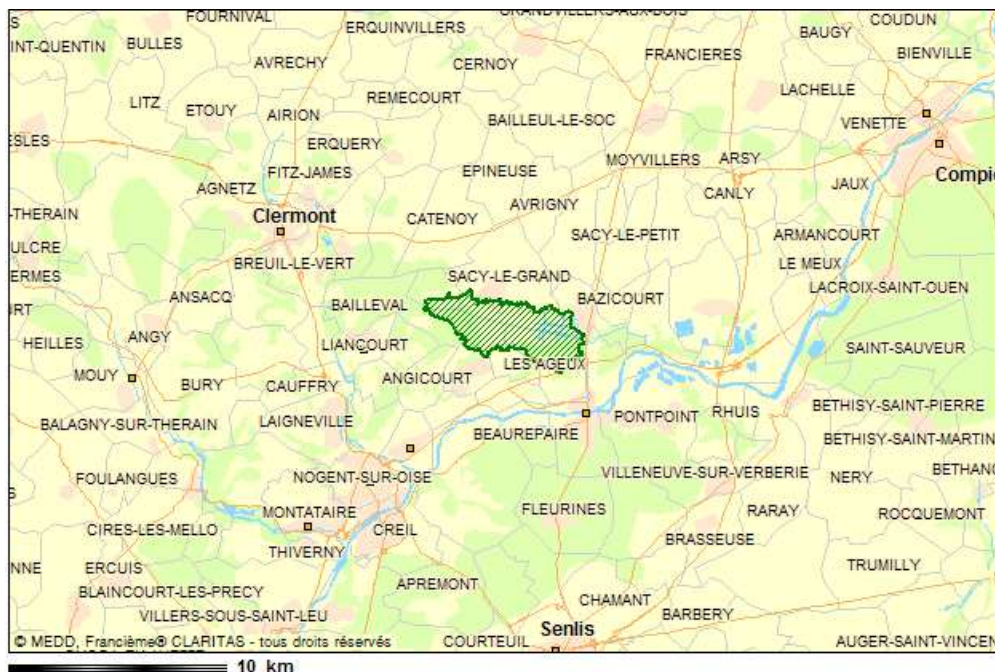 FOURNIVAL
ERQUINVILLERS
COUDUN
INT-QUENTIN
BULLES
BAUGY
AVRECHY
FRANCIERES
BIENVILLE
CERNOY
LITZ
ETOUY
AIRION
REMECOURT
LACHELLE
BAILLEUL-LE-SOC
VENETTE
ESLES
ERQUERY
FITZ-JAMES
EPINEUSE
MOYVILLERS
ARSY
AGNETZ
CANLY
JAUX
Compiè
-THERAIN
Clermont
CATENOY
AVRIGNY
SACY-LE-PETIT
ARMANCOURT
ULCRE
BREUIL-LE-VERT
LE MEUX
ERMES
ANSACQ
BAILLEVAL
SACY-LE-GRAND
BAZICOURT
LACROIX-SAINT-OUEN
URT
ANGY
HEILLES
LIANCOURT
LES AGEUX
SAINT-SAUVEUR
MOUY
BURY
CAUFFRY
ANGICOURT
BALAGNY-SUR-THERAIN
LAIGNEVILLE
BEAUREPAIRE
PONTPOINT
RHUIS
BETHISY-SAINT-PIERRE
BETHISY-SAINT-MARTIN
FOULANGUES
NOGENT-SUR-OISE
VILLENEUVE-SUR-VERBERIE
NERY
BETHANC
MONTATAIRE
FLEURINES
RARAY
ROCQUEMONT
CIRES-LES-MELLO
CREIL
BRASSEUSE
THIVERNY
NNE
ERCUIS
TRUMILLY
BLAINCOURT-LES-PRECY
APREMONT
CHAMANT
VILLERS-SOUS-SAINT-LEU
BARBERY
Senlis
© MEDD, Francième® CLARITAS - tous droits réservés
COURTEUIL
AUGER-SAINT-VINCEN
10 km